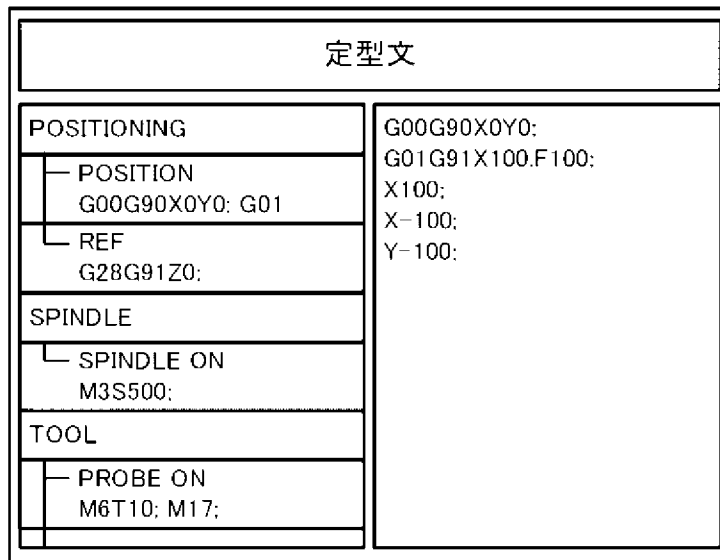 定型文
POSITIONING
POSITION
G00G90X0Y0; G01
REF
G28G91Z0;
SPINDLE
SPINDLE ON
M3S500;
TOOL
PROBE ON
M6T10; M17;
G00G90X0Y0;
G01G91X100.F100;
X100;
X-100;
Y-100;